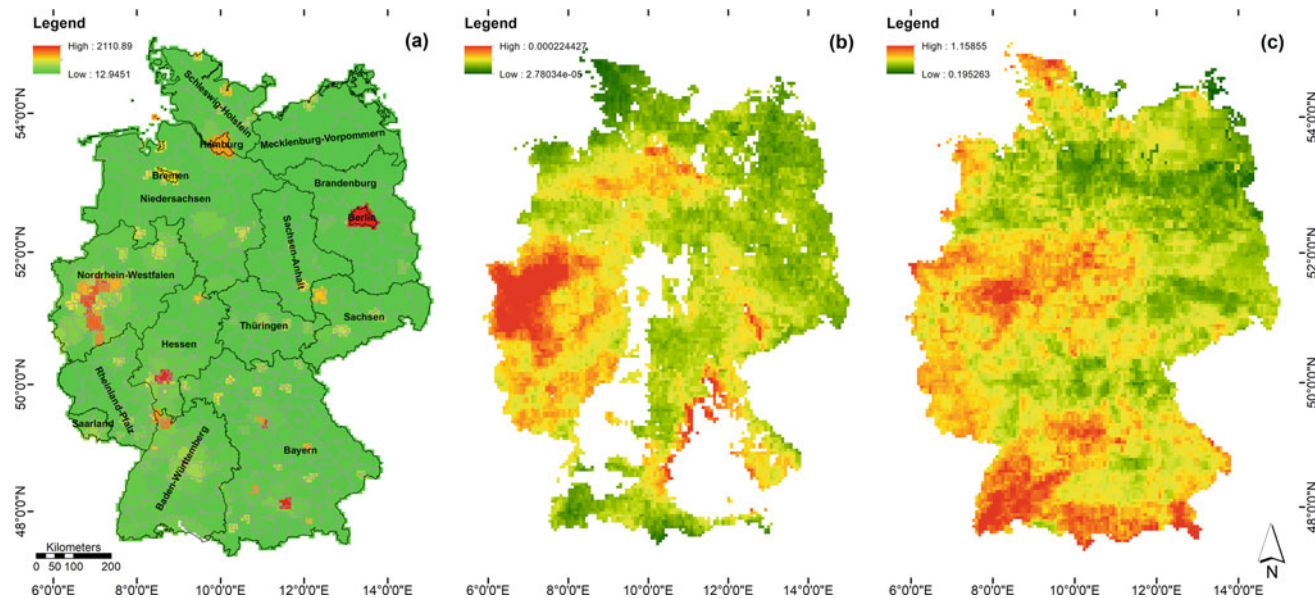 Legend
High : 2110.89
Low : 12.9451
(a)
Schleswig-Holstein
Hamburg
Mecklenburg-Vorpommern
Bremen
Niedersachsen
Brandenburg
Berlin
Sachsen-Anhalt
Nordrhein-Westfalen
Sachsen
Thüringen
Hessen
Rheinland-Pfalz
Saarland
Bayern
Baden-Württemberg
Kilometers
0 50 100 200
54°0'0"N
52°0'0"N
50°0'0"N
48°0'0"N
6°0'0"E 8°0'0"E 10°0'0"E 12°0'0"E 14°0'0"E
Legend
High : 0.000224427
Low : 2.78034e-05
(b)
6°0'0"E 8°0'0"E 10°0'0"E 12°0'0"E 14°0'0"E
Legend
High : 1.15855
Low : 0.195263
(c)
54°0'0"N
52°0'0"N
50°0'0"N
48°0'0"N
N
6°0'0"E 8°0'0"E 10°0'0"E 12°0'0"E 14°0'0"E